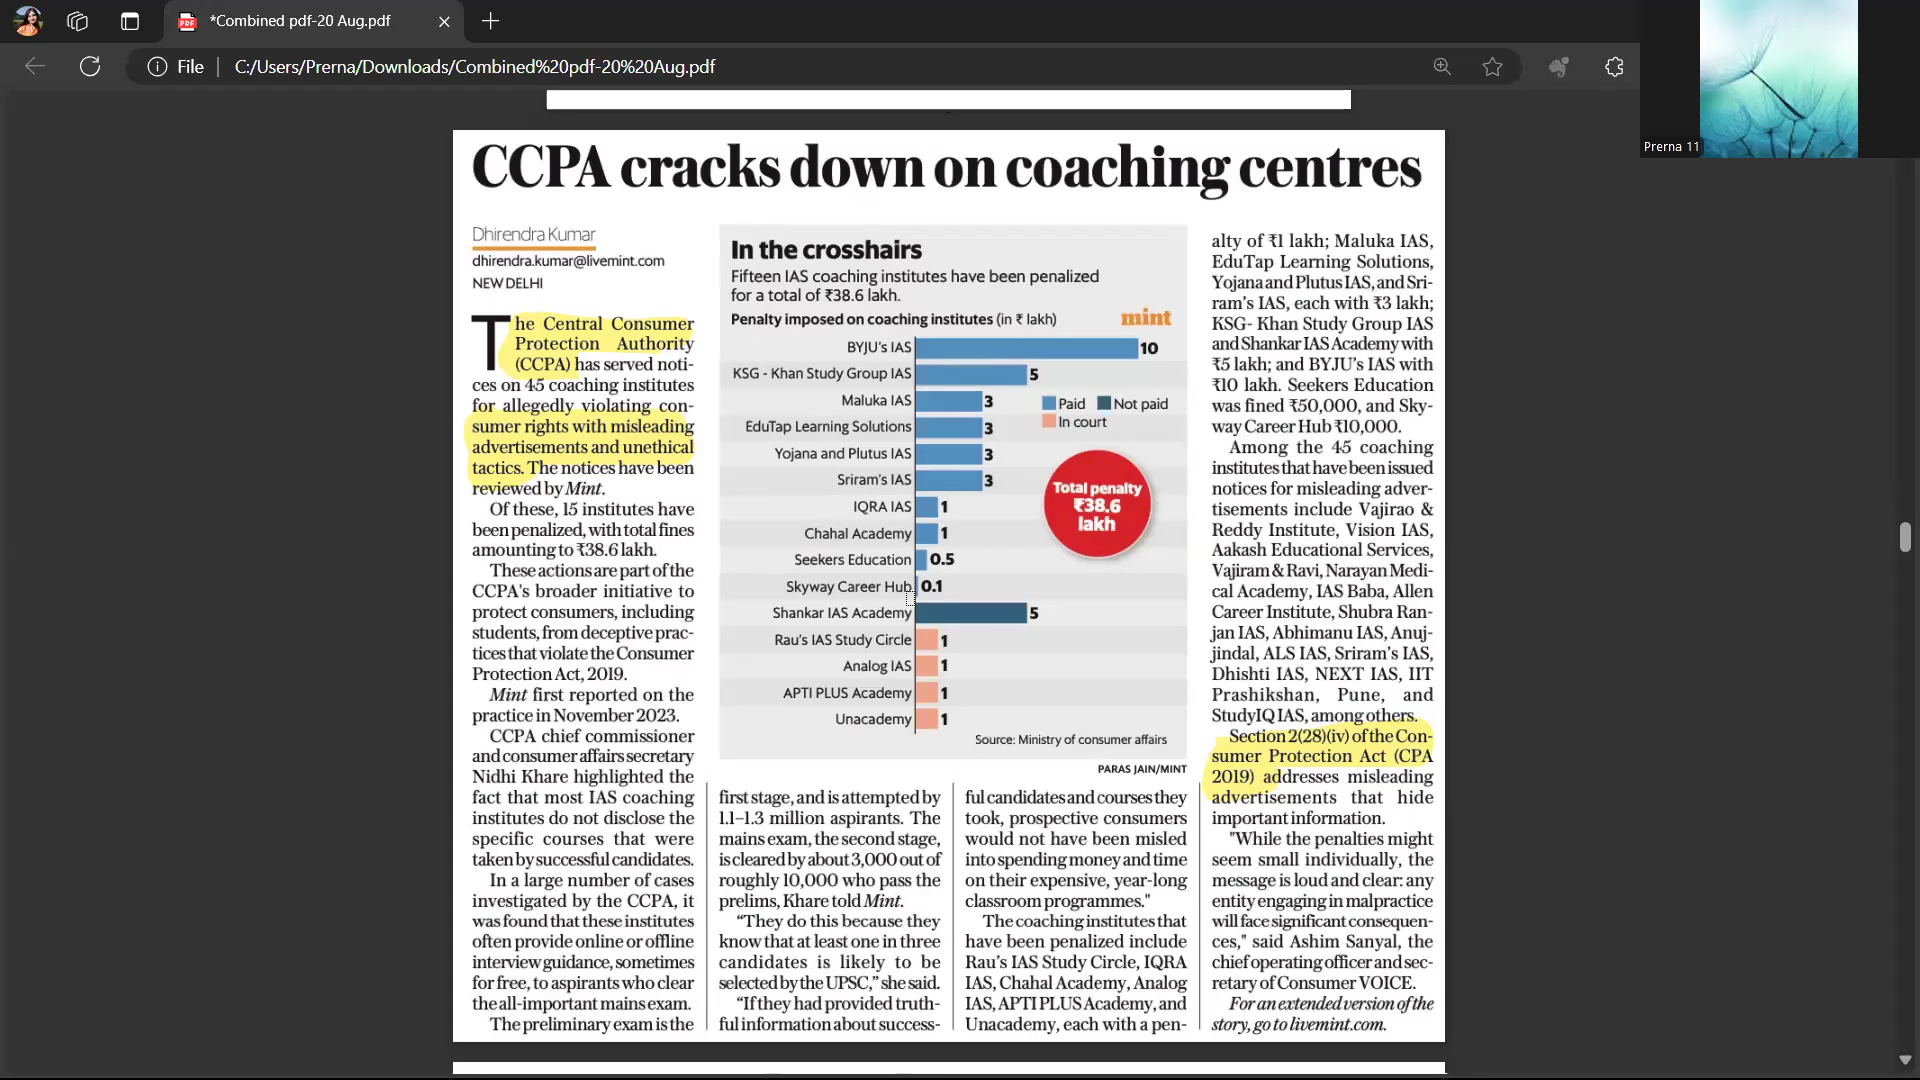 *Combined pdf-20 Aug.pdf
File
C:/Users/Prerna/Downloads/Combined%20pdf-20%20Aug.pdf
Prerna 11
CCPA cracks down on coaching centres
Dhirendra Kumar
dhirendra.kumar@livemint.com
NEW DELHI
The Central Consumer
Protection Authority
(CCPA) has served noti-
ces on 45 coaching institutes
for allegedly violating con-
sumer rights with misleading
advertisements and unethical
tactics. The notices have been
reviewed by Mint.
Of these, 15 institutes have
been penalized, with total fines
amounting to ₹38.6 lakh.
These actions are part of the
CCPA's broader initiative to
protect consumers, including
students, from deceptive prac-
tices that violate the Consumer
Protection Act, 2019.
Mint first reported on the
practice in November 2023.
CCPA chief commissioner
and consumer affairs secretary
Nidhi Khare highlighted the
fact that most IAS coaching
institutes do not disclose the
specific courses that were
taken by successful candidates.
In a large number of cases
investigated by the CCPA, it
was found that these institutes
often provide online or offline
interview guidance, sometimes
for free, to aspirants who clear
the all-important mains exam.
The preliminary exam is the
In the crosshairs
Fifteen IAS coaching institutes have been penalized
for a total of ₹38.6 lakh.
Penalty imposed on coaching institutes (in ₹ lakh)
mint
BYJU's IAS 10
KSG - Khan Study Group IAS 5
Maluka IAS 3
EduTap Learning Solutions 3
Yojana and Plutus IAS 3
Sriram's IAS 3
IQRA IAS 1
Chahal Academy 1
Seekers Education 0.5
Skyway Career Hub 0.1
Shankar IAS Academy 5
Rau's IAS Study Circle 1
Analog IAS 1
APTI PLUS Academy 1
Unacademy 1
Paid Not paid
In court
Total penalty
₹38.6
lakh
Source: Ministry of consumer affairs
PARAS JAIN/MINT
first stage, and is attempted by
1.1–1.3 million aspirants. The
mains exam, the second stage,
is cleared by about 3,000 out of
roughly 10,000 who pass the
prelims, Khare told Mint.
“They do this because they
know that at least one in three
candidates is likely to be
selected by the UPSC,” she said.
“If they had provided truth-
ful information about success-
ful candidates and courses they
took, prospective consumers
would not have been misled
into spending money and time
on their expensive, year-long
classroom programmes."
The coaching institutes that
have been penalized include
Rau's IAS Study Circle, IQRA
IAS, Chahal Academy, Analog
IAS, APTI PLUS Academy, and
Unacademy, each with a pen-
alty of ₹1 lakh; Maluka IAS,
EduTap Learning Solutions,
Yojana and Plutus IAS, and Sri-
ram's IAS, each with ₹3 lakh;
KSG- Khan Study Group IAS
and Shankar IAS Academy with
₹5 lakh; and BYJU's IAS with
₹10 lakh. Seekers Education
was fined ₹50,000, and Sky-
way Career Hub ₹10,000.
Among the 45 coaching
institutes that have been issued
notices for misleading adver-
tisements include Vajirao &
Reddy Institute, Vision IAS,
Aakash Educational Services,
Vajiram & Ravi, Narayan Medi-
cal Academy, IAS Baba, Allen
Career Institute, Shubra Ran-
jan IAS, Abhimanu IAS, Anuj-
jindal, ALS IAS, Sriram's IAS,
Dhishti IAS, NEXT IAS, IIT
Prashikshan, Pune, and
StudyIQ IAS, among others.
Section 2(28)(iv) of the Con-
sumer Protection Act (CPA
2019) addresses misleading
advertisements that hide
important information.
"While the penalties might
seem small individually, the
message is loud and clear: any
entity engaging in malpractice
will face significant consequen-
ces," said Ashim Sanyal, the
chief operating officer and sec-
retary of Consumer VOICE.
For an extended version of the
story, go to livemint.com.